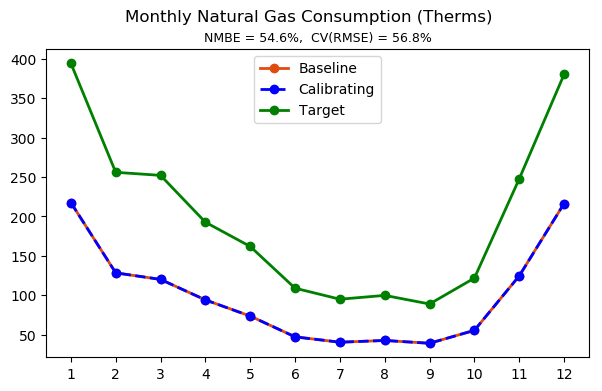 Monthly Natural Gas Consumption (Therms)
NMBE = 54.6%,  CV(RMSE) = 56.8%
Baseline
Calibrating
Target
400
350
300
250
200
150
100
50
1 2 3 4 5 6 7 8 9 10 11 12